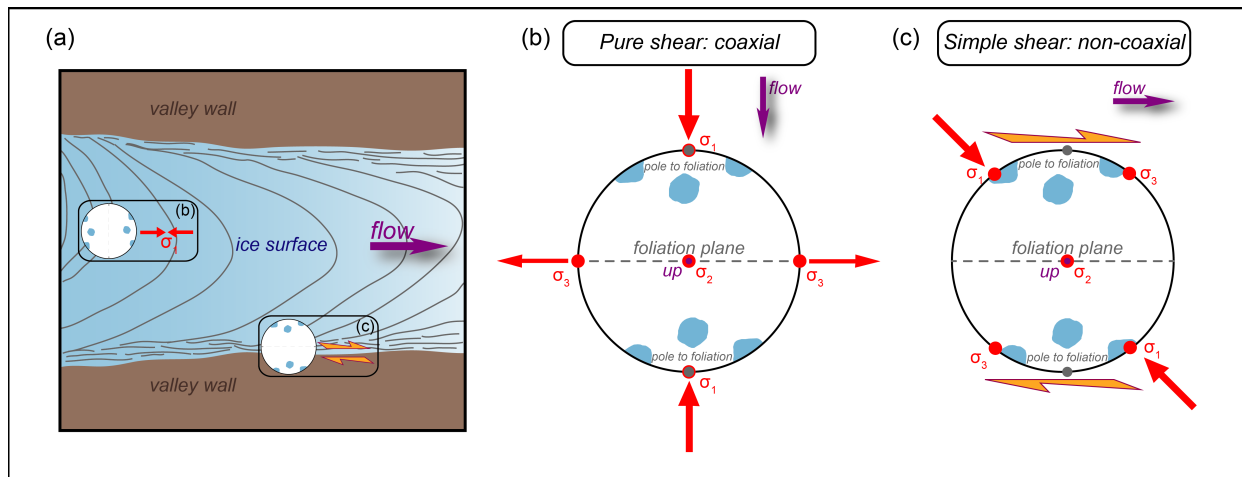 (a)
valley wall
(b)
σ1
ice surface
flow
(c)
valley wall
(b)
Pure shear: coaxial
flow
σ1
pole to foliation
foliation plane
up
σ2
σ3
σ3
pole to foliation
σ1
(c)
Simple shear: non-coaxial
flow
pole to foliation
σ1
σ3
foliation plane
up
σ2
σ3
σ1
pole to foliation